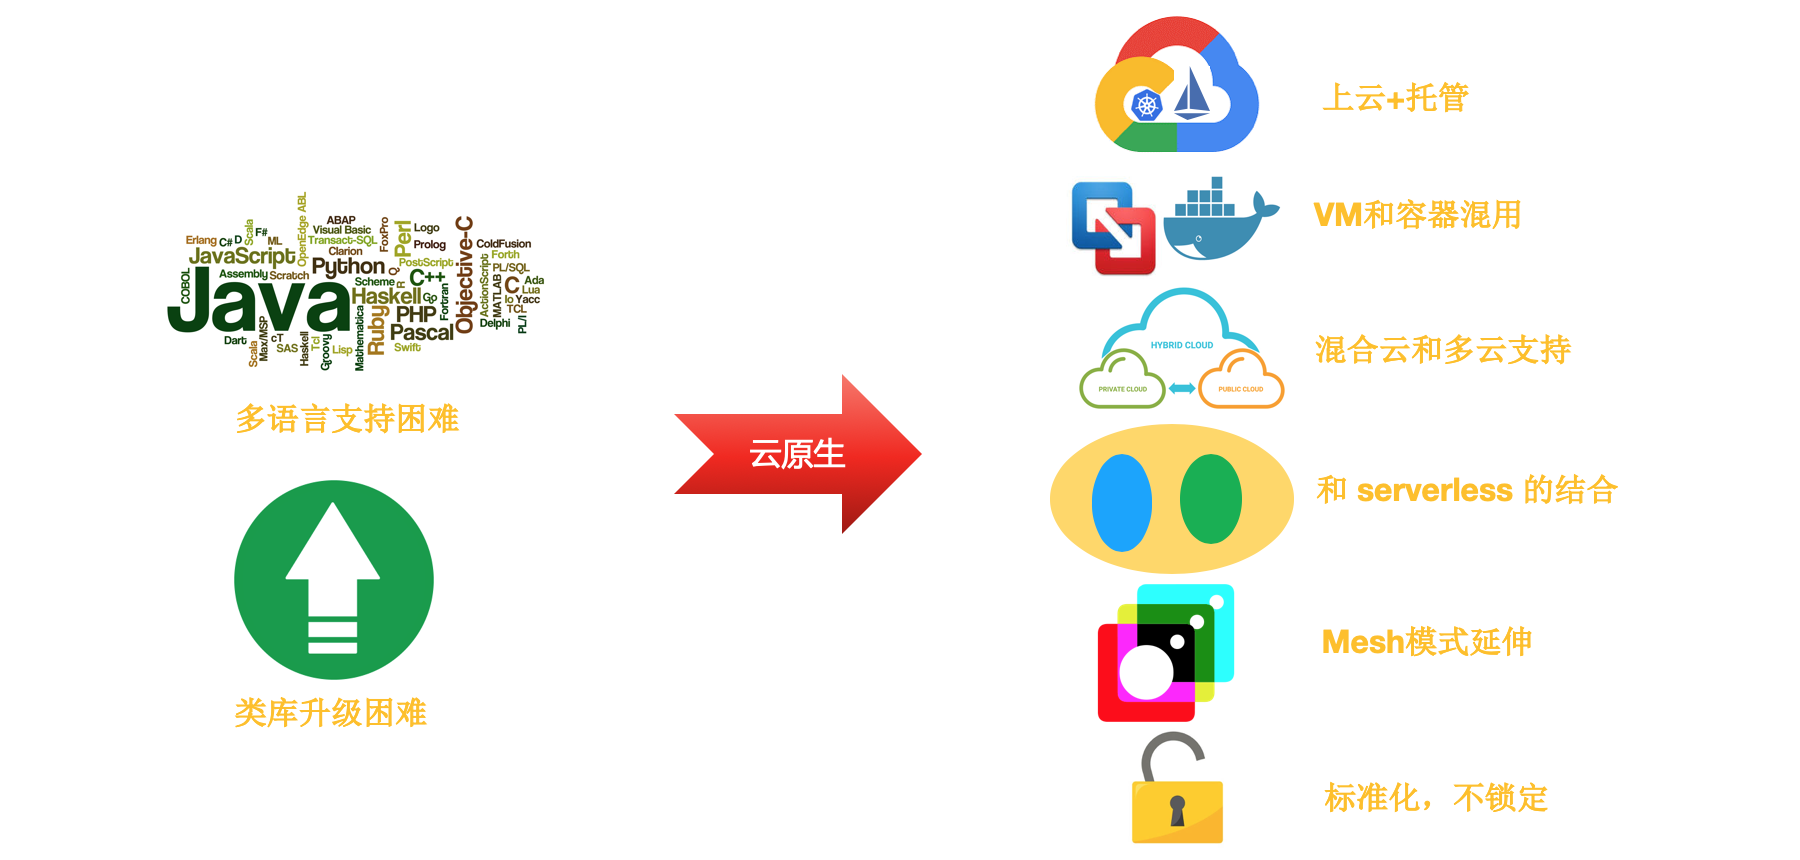 OpenEdge ABL
ABAP
FoxPro
Perl
Logo
Objective-C
Scala
F#
Visual Basic
Erlang
C#
D
ML
Transact-SQL
Prolog
ColdFusion
JavaScript
Clarion
PostScript
Forth
Python
Q
C++
ActionScript
PL/SQL
COBOL
Assembly
Scratch
Scheme
R
MATLAB
C
Ada
Lua
Java
Haskell
Go
Fortran
Io
Yacc
TCL
Ruby
PHP
Pascal
Delphi
PL/I
Dart
Max/MSP
cT
Mathematica
Scala
SAS
Haskell
Tcl
Groovy
Lisp
Swift
多语言支持困难
类库升级困难
云原生
上云+托管
VM和容器混用
HYBRID CLOUD
PRIVATE CLOUD
PUBLIC CLOUD
混合云和多云支持
和 serverless 的结合
Mesh模式延伸
标准化，不锁定